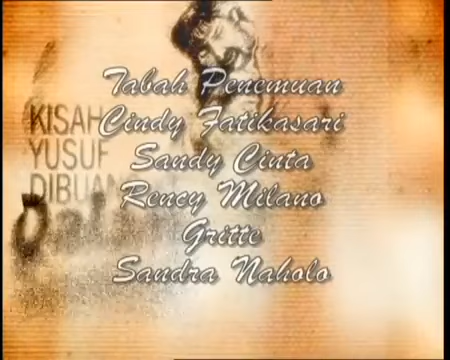 Tabah Penemuan
Cindy Fatikasari
Sandy Cinta
Rency Milano
Gritte
Sandra Naholo
KISAH
YUSUF
DIBUAN